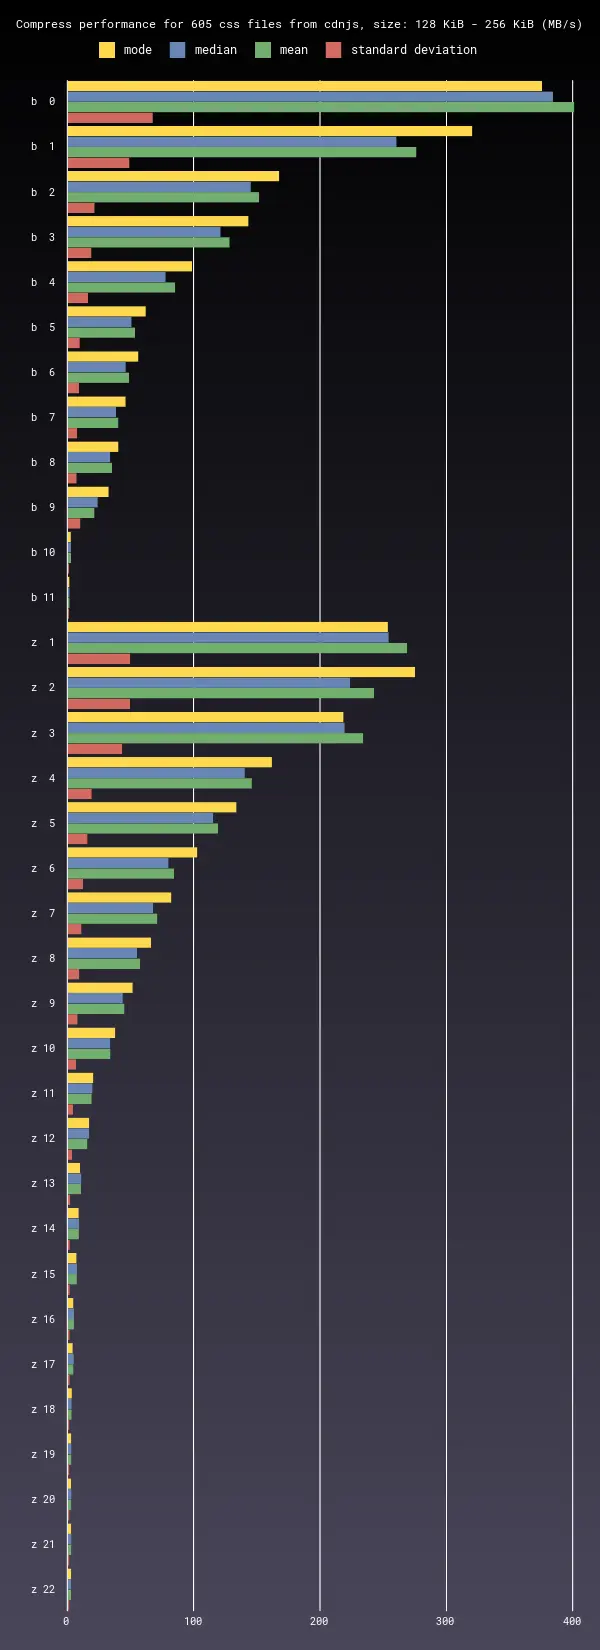 Compress performance for 605 css files from cdnjs, size: 128 KiB - 256 KiB (MB/s)
mode median mean standard deviation
b 0
b 1
b 2
b 3
b 4
b 5
b 6
b 7
b 8
b 9
b 10
b 11
z 1
z 2
z 3
z 4
z 5
z 6
z 7
z 8
z 9
z 10
z 11
z 12
z 13
z 14
z 15
z 16
z 17
z 18
z 19
z 20
z 21
z 22
0 100 200 300 400